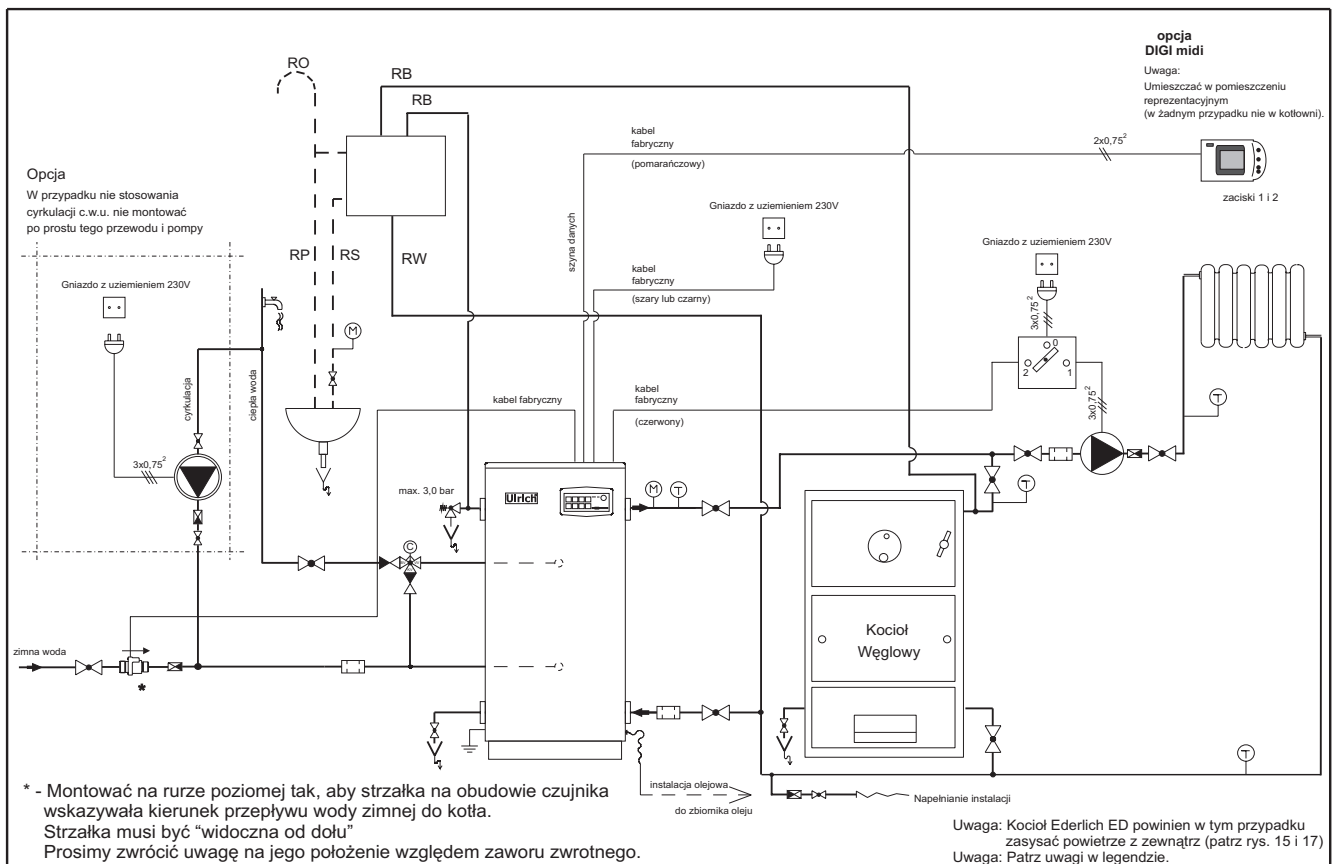 opcja
DIGI midi
Uwaga:
Umieszczać w pomieszczeniu
reprezentacyjnym
(w żadnym przypadku nie w kotłowni).
RO
RB
RB
kabel
fabryczny
(pomarańczowy)
2x0,75²
zaciski 1 i 2
Opcja
W przypadku nie stosowania
cyrkulacji c.w.u. nie montować
po prostu tego przewodu i pompy
Gniazdo z uziemieniem 230V
RP
RS
RW
szyna danych
Gniazdo z uziemieniem 230V
kabel
fabryczny
(szary lub czarny)
Gniazdo z uziemieniem 230V
3x0,75²
0
2
1
3x0,75²
M
cyrkulacja
ciepła woda
3x0,75²
kabel fabryczny
kabel
fabryczny
(czerwony)
T
max. 3,0 bar
Ulrich
M
T
T
C
zimna woda
*
Kocioł
Węglowy
T
instalacja olejowa
do zbiornika oleju
Napełnianie instalacji
* - Montować na rurze poziomej tak, aby strzałka na obudowie czujnika
wskazywała kierunek przepływu wody zimnej do kotła.
Strzałka musi być “widoczna od dołu”
Prosimy zwrócić uwagę na jego położenie względem zaworu zwrotnego.
Uwaga: Kocioł Ederlich ED powinien w tym przypadku
zasysać powietrze z zewnątrz (patrz rys. 15 i 17)
Uwaga: Patrz uwagi w legendzie.